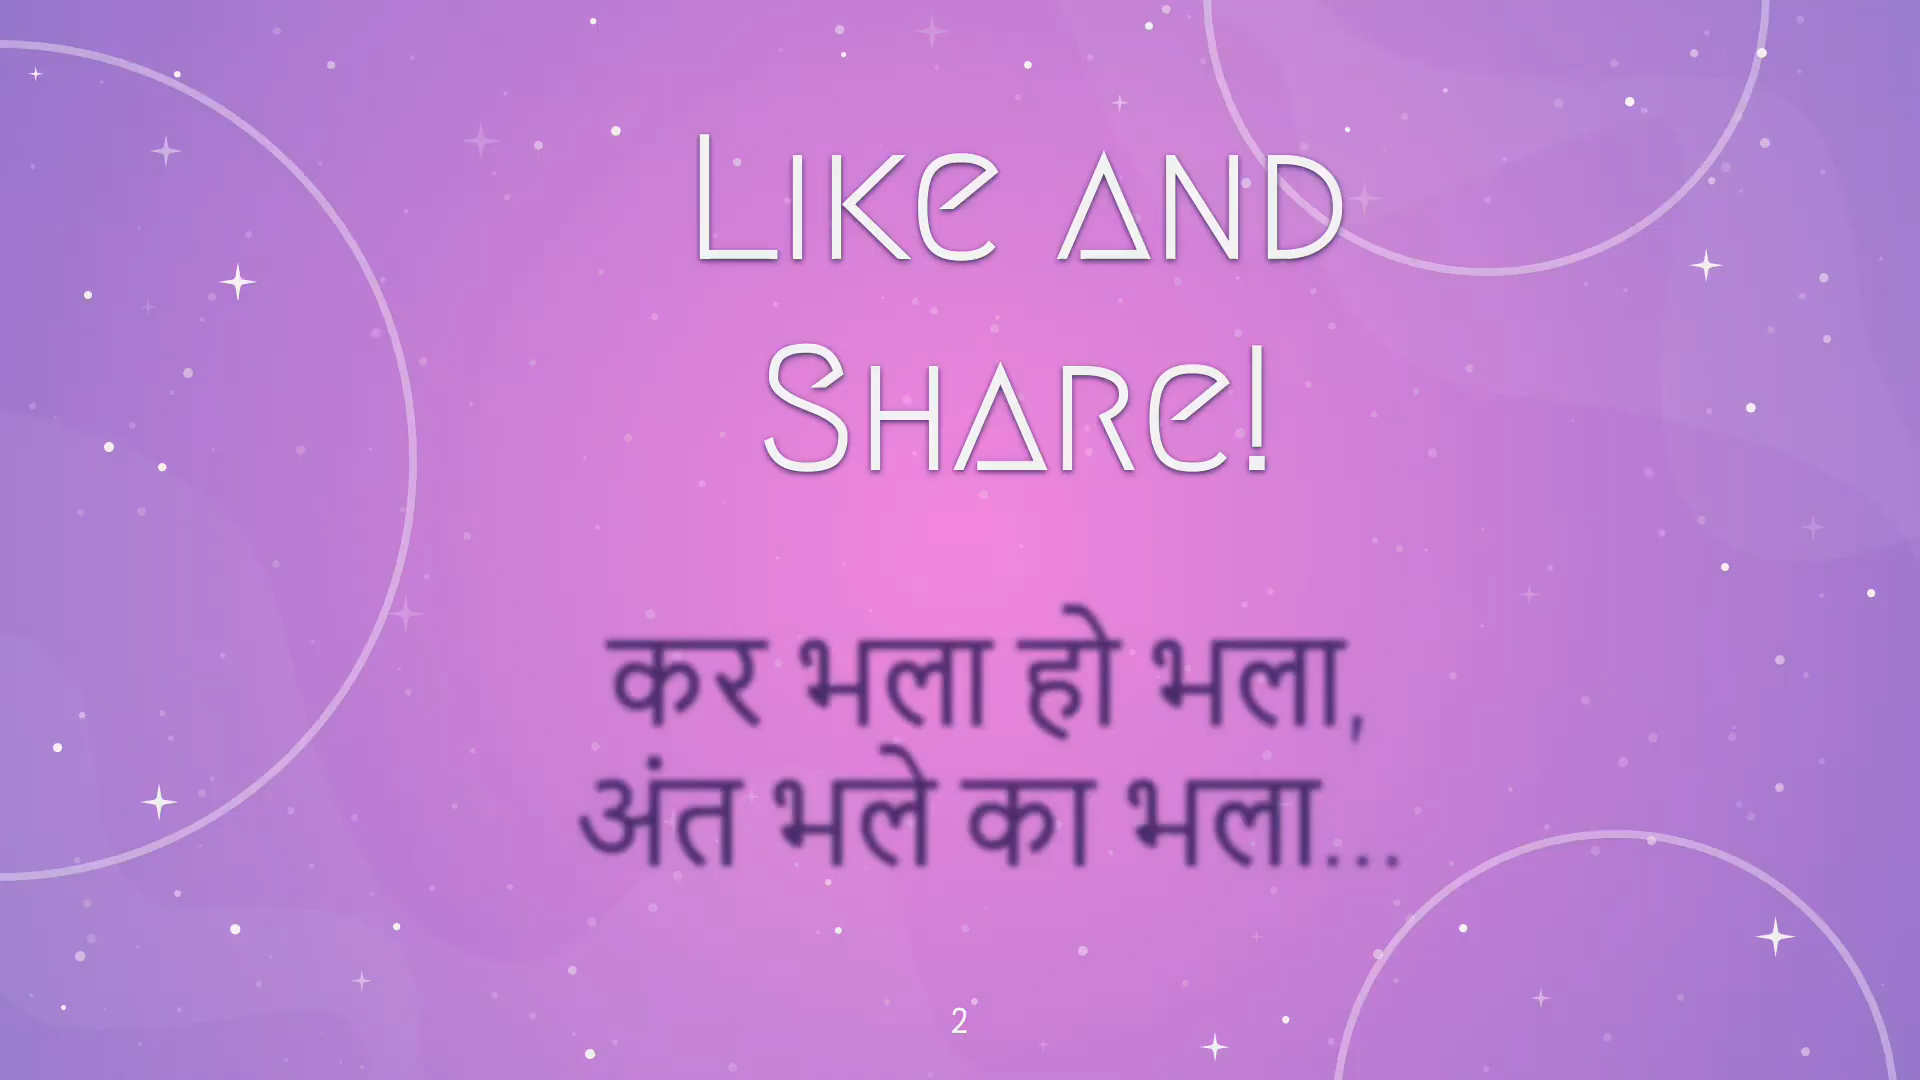 Like and
Share!
कर भला हो भला,
अंत भले का भला...
2